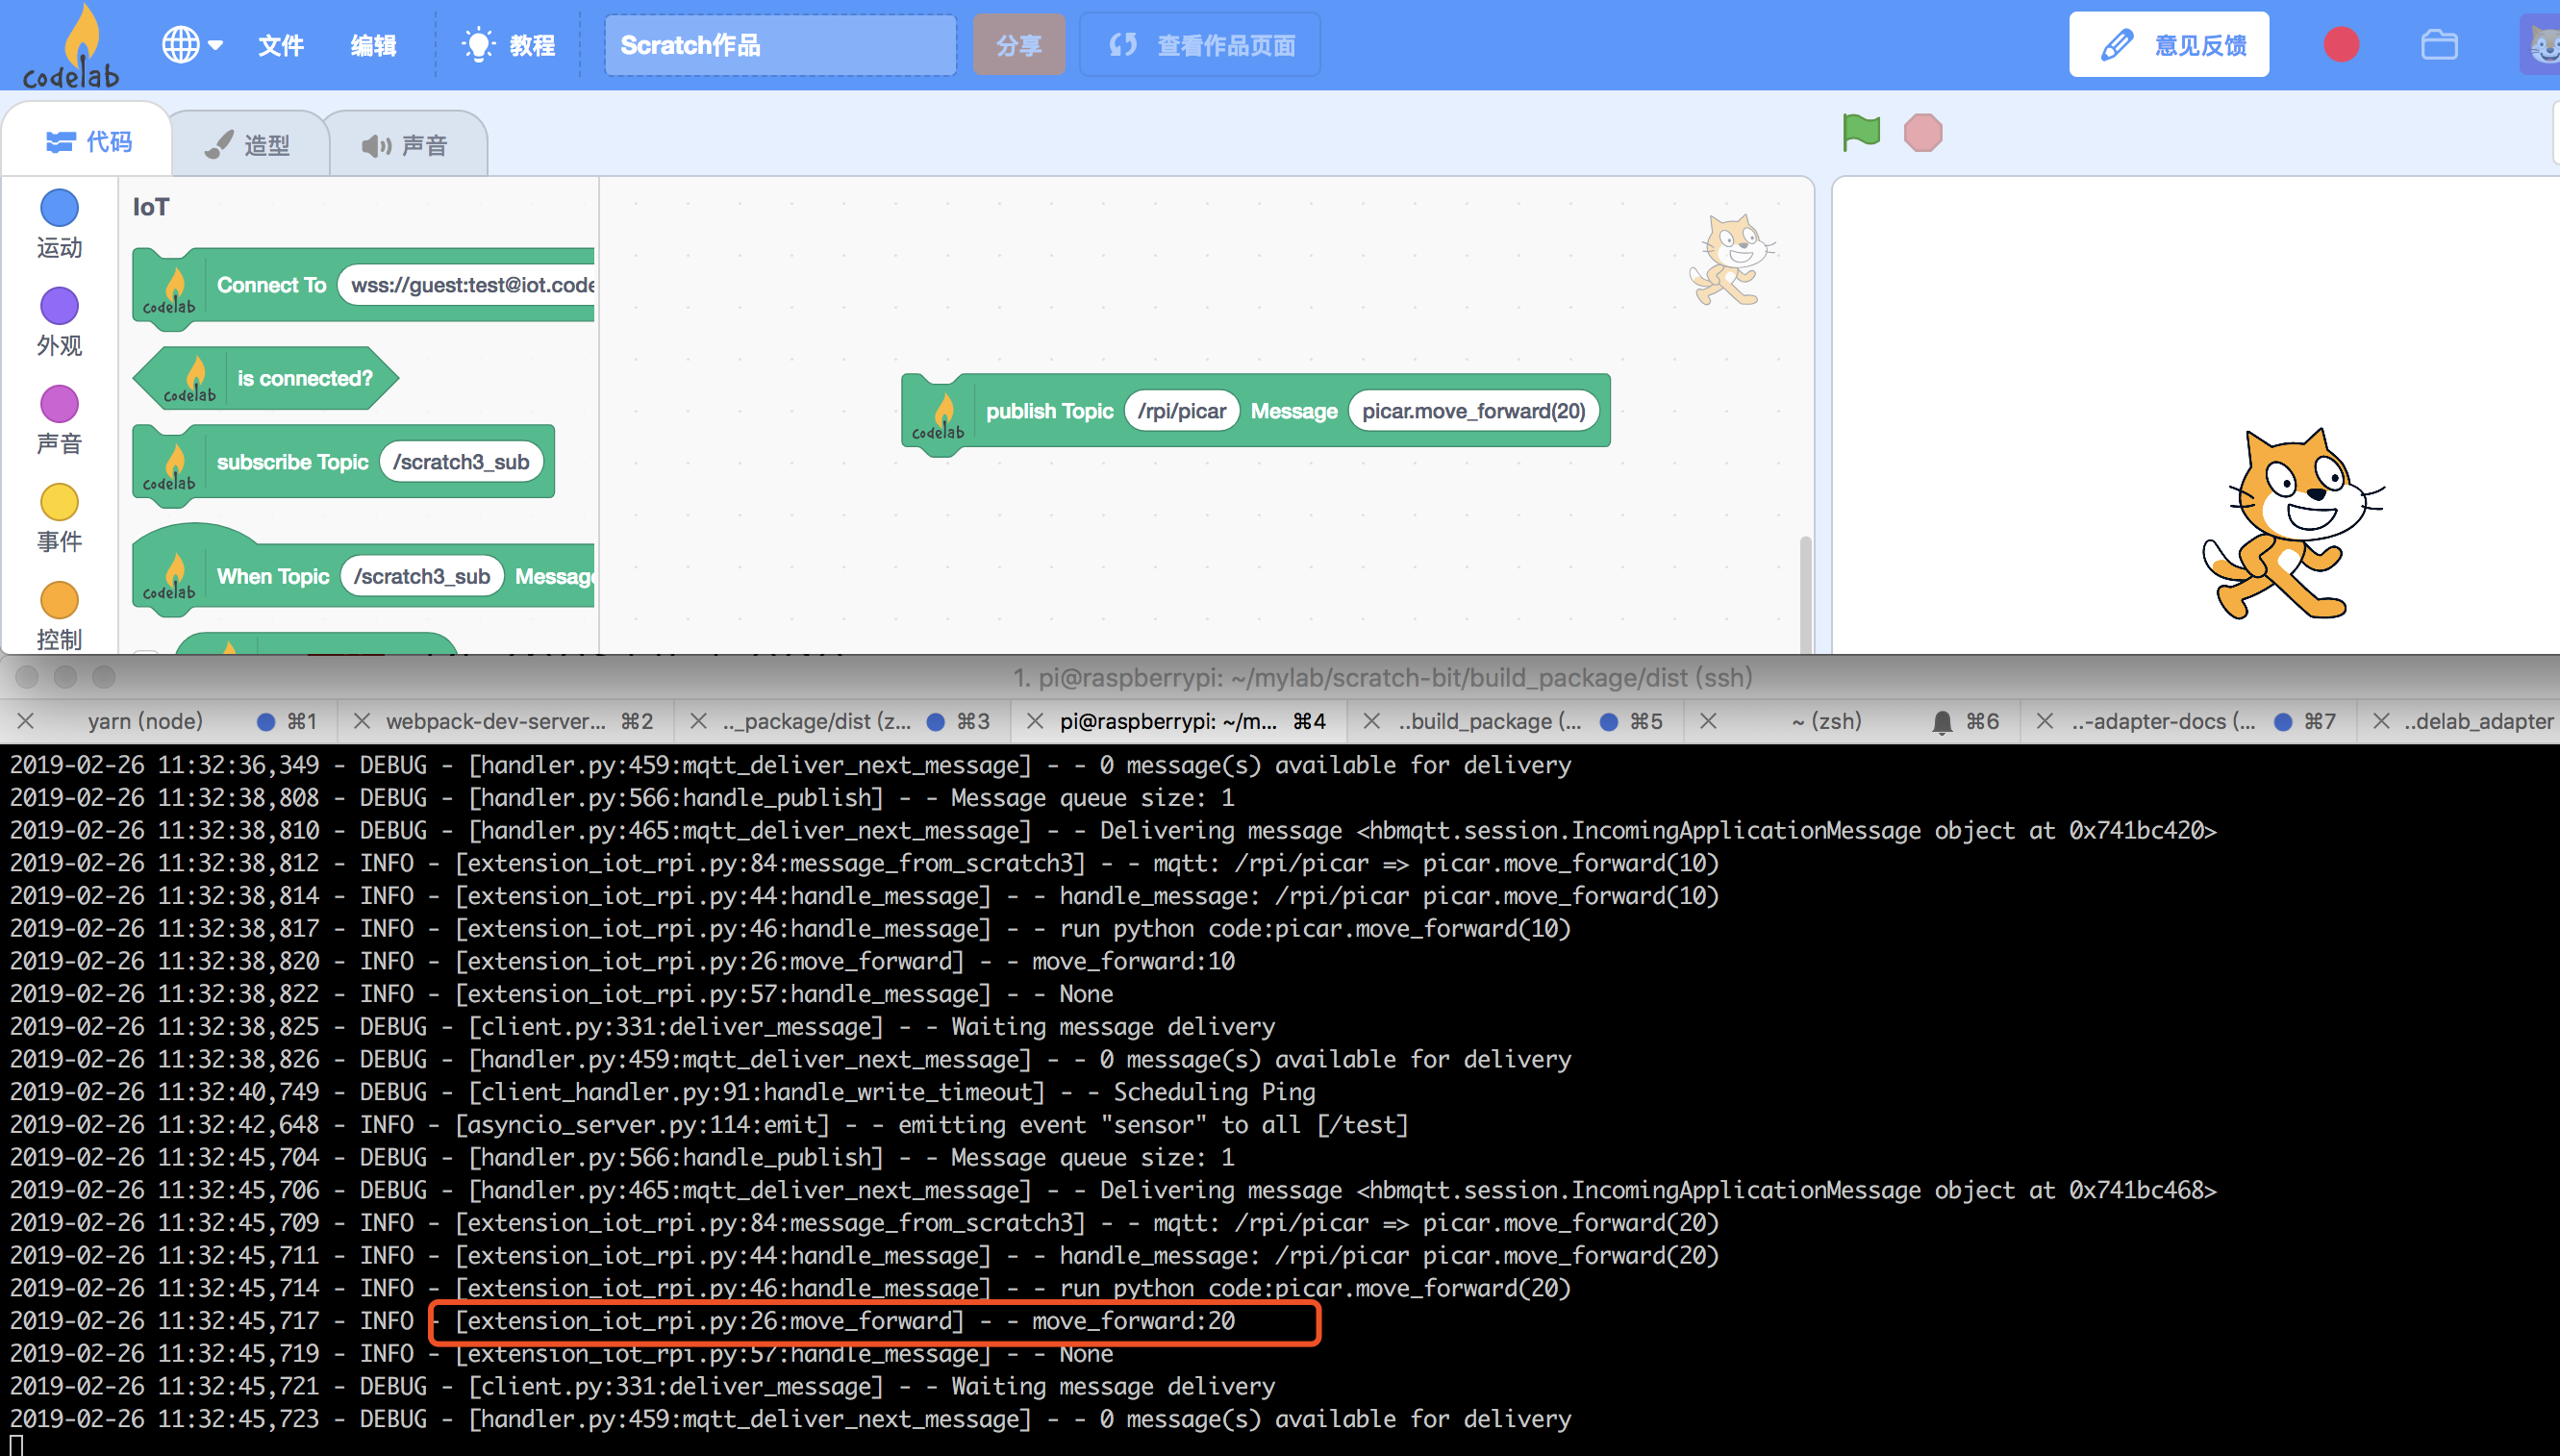 codelab
文件
编辑
教程
Scratch作品
分享
查看作品页面
意见反馈
代码
造型
声音
运动
外观
声音
事件
控制
IoT
codelab Connect To wss://guest:test@iot.code
codelab is connected?
codelab subscribe Topic /scratch3_sub
codelab When Topic /scratch3_sub Message
codelab publish Topic /rpi/picar Message picar.move_forward(20)
1. pi@raspberrypi: ~/mylab/scratch-bit/build_package/dist (ssh)
yarn (node) ⌘1
webpack-dev-server... ⌘2
.._package/dist (z... ⌘3
pi@raspberrypi: ~/m... ⌘4
..build_package (... ⌘5
~ (zsh) ⌘6
..-adapter-docs (... ⌘7
..delab_adapter
2019-02-26 11:32:36,349 - DEBUG - [handler.py:459:mqtt_deliver_next_message] - - 0 message(s) available for delivery
2019-02-26 11:32:38,808 - DEBUG - [handler.py:566:handle_publish] - - Message queue size: 1
2019-02-26 11:32:38,810 - DEBUG - [handler.py:465:mqtt_deliver_next_message] - - Delivering message <hbmqtt.session.IncomingApplicationMessage object at 0x741bc420>
2019-02-26 11:32:38,812 - INFO - [extension_iot_rpi.py:84:message_from_scratch3] - - mqtt: /rpi/picar => picar.move_forward(10)
2019-02-26 11:32:38,814 - INFO - [extension_iot_rpi.py:44:handle_message] - - handle_message: /rpi/picar picar.move_forward(10)
2019-02-26 11:32:38,817 - INFO - [extension_iot_rpi.py:46:handle_message] - - run python code:picar.move_forward(10)
2019-02-26 11:32:38,820 - INFO - [extension_iot_rpi.py:26:move_forward] - - move_forward:10
2019-02-26 11:32:38,822 - INFO - [extension_iot_rpi.py:57:handle_message] - - None
2019-02-26 11:32:38,825 - DEBUG - [client.py:331:deliver_message] - - Waiting message delivery
2019-02-26 11:32:38,826 - DEBUG - [handler.py:459:mqtt_deliver_next_message] - - 0 message(s) available for delivery
2019-02-26 11:32:40,749 - DEBUG - [client_handler.py:91:handle_write_timeout] - - Scheduling Ping
2019-02-26 11:32:42,648 - INFO - [asyncio_server.py:114:emit] - - emitting event "sensor" to all [/test]
2019-02-26 11:32:45,704 - DEBUG - [handler.py:566:handle_publish] - - Message queue size: 1
2019-02-26 11:32:45,706 - DEBUG - [handler.py:465:mqtt_deliver_next_message] - - Delivering message <hbmqtt.session.IncomingApplicationMessage object at 0x741bc468>
2019-02-26 11:32:45,709 - INFO - [extension_iot_rpi.py:84:message_from_scratch3] - - mqtt: /rpi/picar => picar.move_forward(20)
2019-02-26 11:32:45,711 - INFO - [extension_iot_rpi.py:44:handle_message] - - handle_message: /rpi/picar picar.move_forward(20)
2019-02-26 11:32:45,714 - INFO - [extension_iot_rpi.py:46:handle_message] - - run python code:picar.move_forward(20)
2019-02-26 11:32:45,717 - INFO - [extension_iot_rpi.py:26:move_forward] - - move_forward:20
2019-02-26 11:32:45,719 - INFO - [extension_iot_rpi.py:57:handle_message] - - None
2019-02-26 11:32:45,721 - DEBUG - [client.py:331:deliver_message] - - Waiting message delivery
2019-02-26 11:32:45,723 - DEBUG - [handler.py:459:mqtt_deliver_next_message] - - 0 message(s) available for delivery